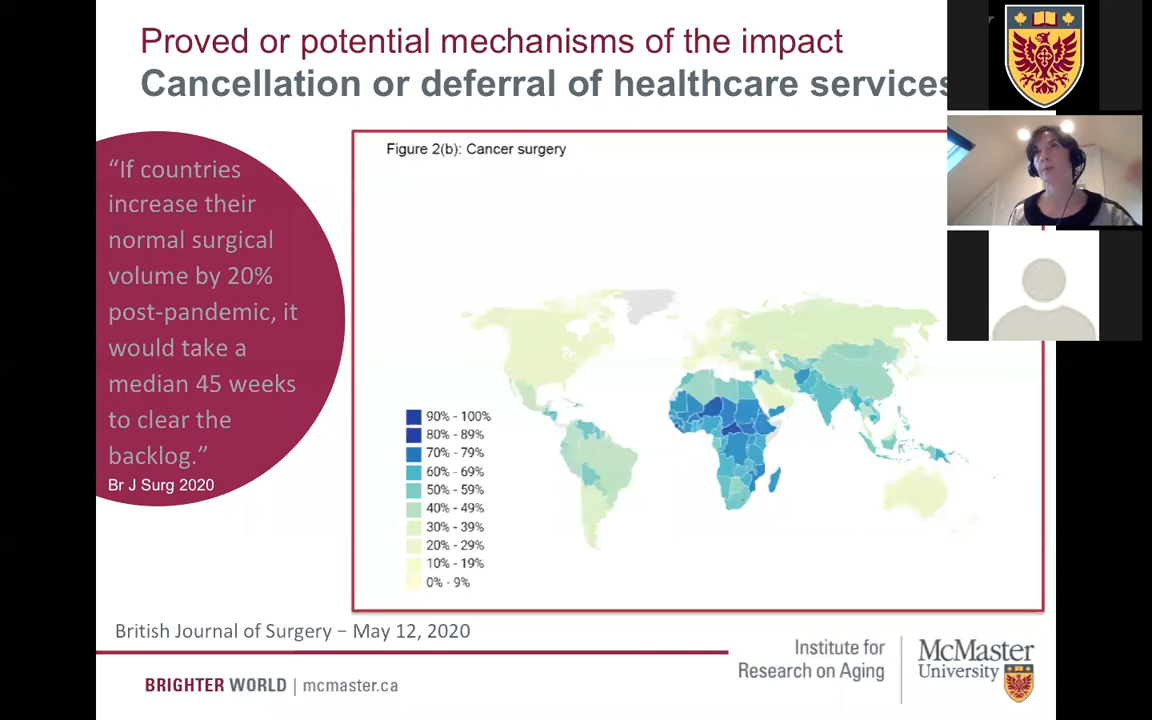 Proved or potential mechanisms of the impact
Cancellation or deferral of healthcare services
“If countries
increase their
normal surgical
volume by 20%
post-pandemic, it
would take a
median 45 weeks
to clear the
backlog.”
Br J Surg 2020
Figure 2(b): Cancer surgery
90% - 100%
80% - 89%
70% - 79%
60% - 69%
50% - 59%
40% - 49%
30% - 39%
20% - 29%
10% - 19%
0% - 9%
British Journal of Surgery – May 12, 2020
BRIGHTER WORLD | mcmaster.ca
Institute for
Research on Aging
McMaster
University